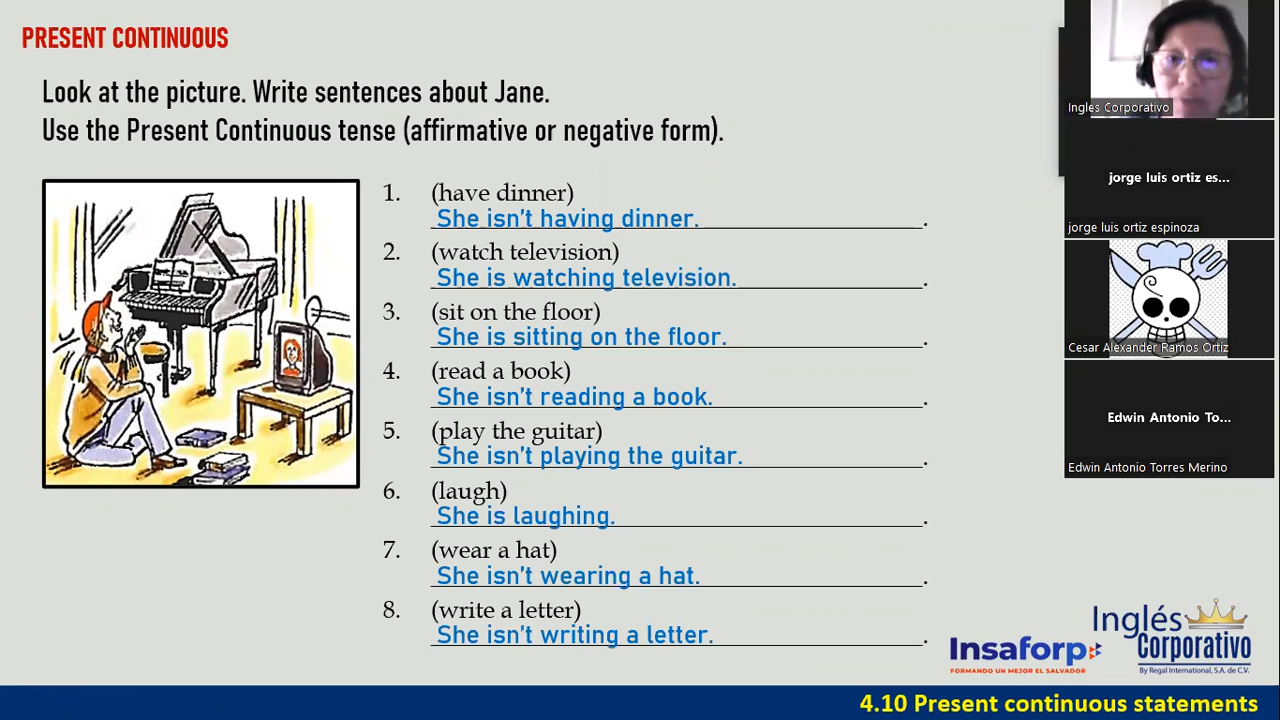 PRESENT CONTINUOUS
Look at the picture. Write sentences about Jane.
Use the Present Continuous tense (affirmative or negative form).
1. (have dinner)
She isn't having dinner. .
2. (watch television)
She is watching television. .
3. (sit on the floor)
She is sitting on the floor. .
4. (read a book)
She isn't reading a book. .
5. (play the guitar)
She isn't playing the guitar. .
6. (laugh)
She is laughing. .
7. (wear a hat)
She isn't wearing a hat. .
8. (write a letter)
She isn't writing a letter. .
Ingles Corporativo
jorge luis ortiz es...
jorge luis ortiz espinoza
Cesar Alexander Ramos Ortiz
Edwin Antonio To...
Edwin Antonio Torres Merino
Insaforp
FORMANDO UN MEJOR EL SALVADOR
Inglés
Corporativo
By Regal International, S.A. de C.V.
4.10 Present continuous statements